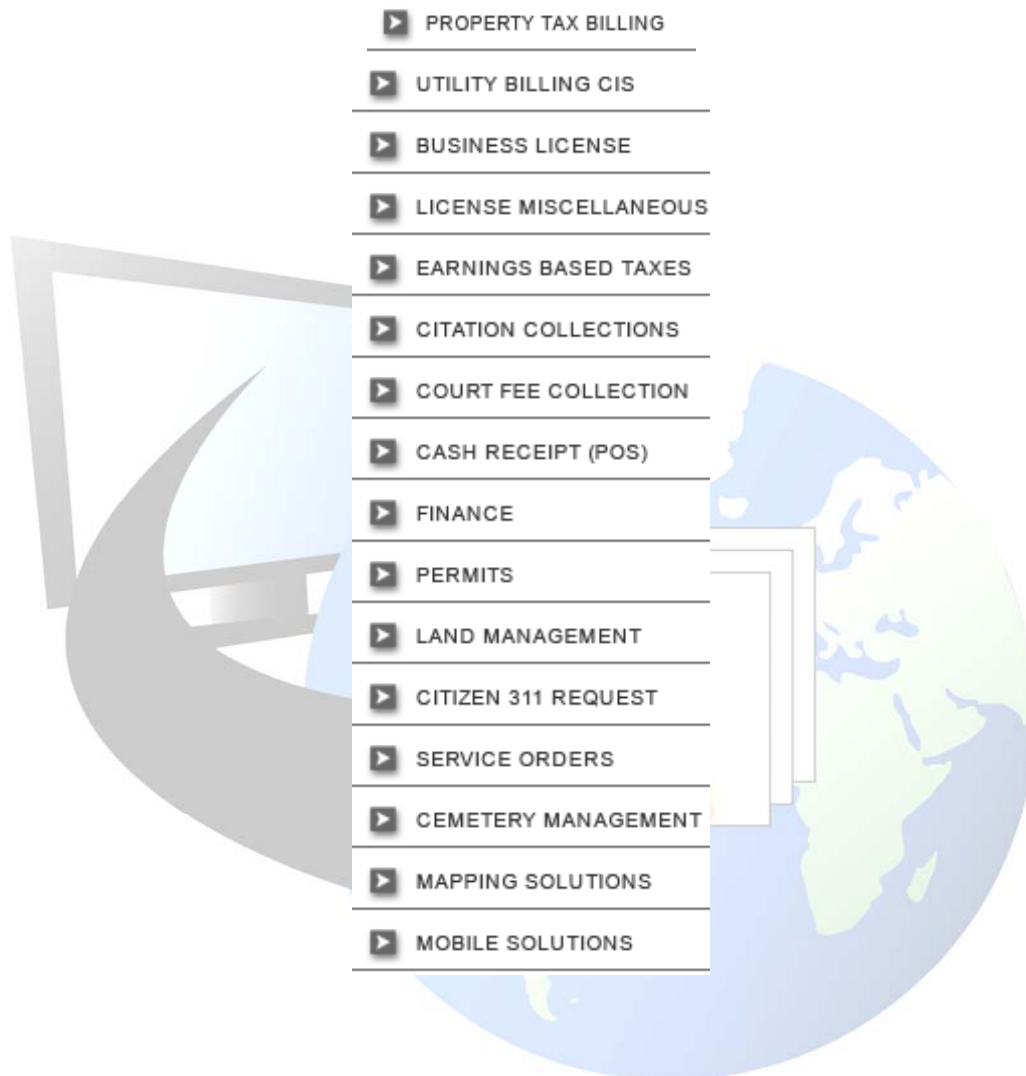 PROPERTY TAX BILLING
UTILITY BILLING CIS
BUSINESS LICENSE
LICENSE MISCELLANEOUS
EARNINGS BASED TAXES
CITATION COLLECTIONS
COURT FEE COLLECTION
CASH RECEIPT (POS)
FINANCE
PERMITS
LAND MANAGEMENT
CITIZEN 311 REQUEST
SERVICE ORDERS
CEMETERY MANAGEMENT
MAPPING SOLUTIONS
MOBILE SOLUTIONS